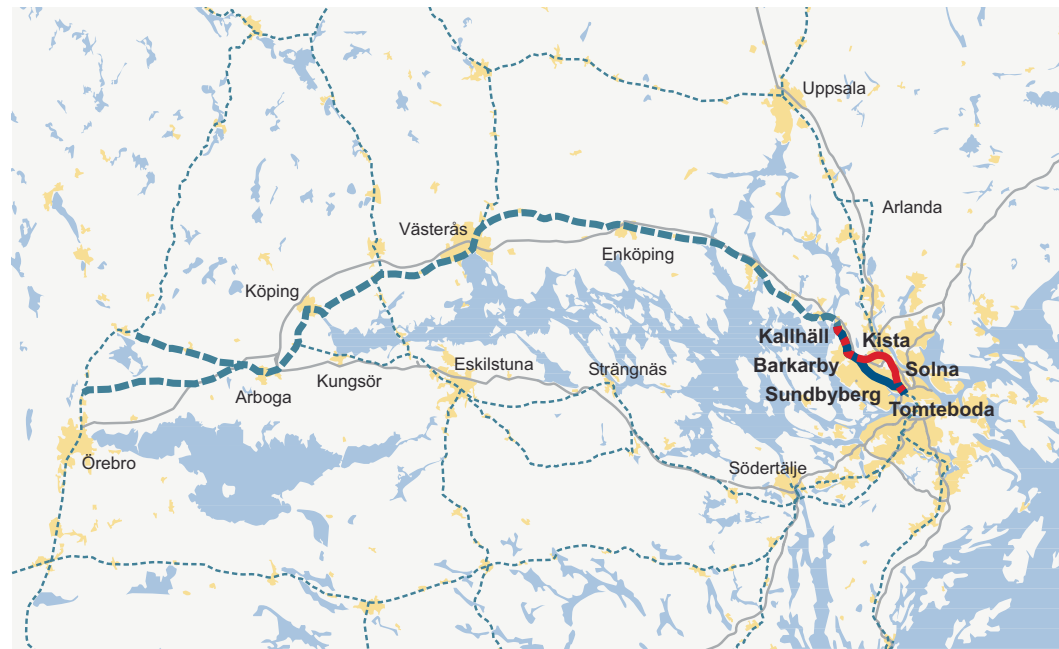 Uppsala
Arlanda
Västerås
Enköping
Köping
Kallhäll
Kista
Barkarby
Solna
Eskilstuna
Strängnäs
Kungsör
Sundbyberg
Arboga
Tomteboda
Örebro
Södertälje